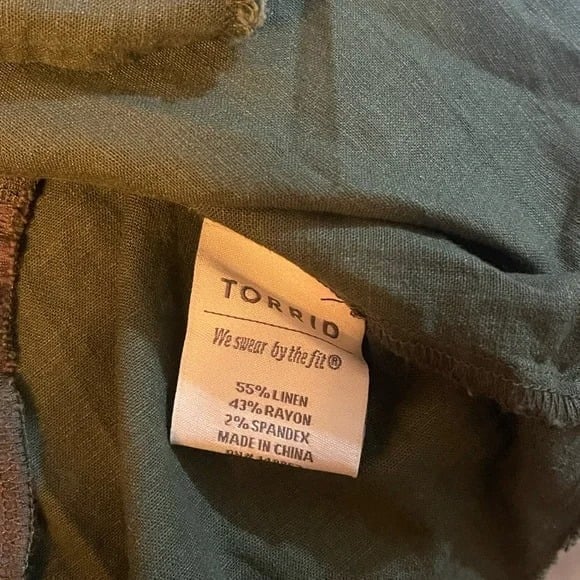 TORRID
We swear by the fit®
55% LINEN
43% RAYON
2% SPANDEX
MADE IN CHINA